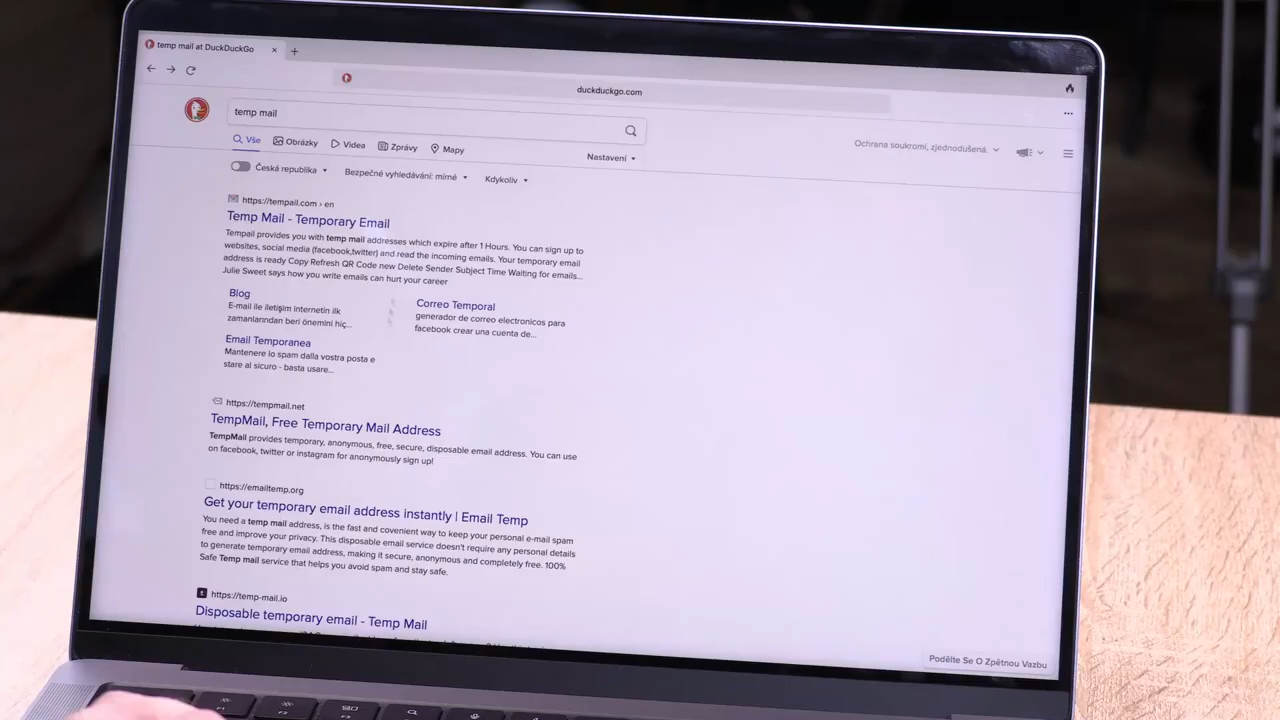 temp mail at DuckDuckGo
duckduckgo.com
temp mail
Vše Obrázky Videa Zprávy Mapy
Nastavení
Ochrana soukromí, zjednodušená.
Česká republika Bezpečné vyhledávání: mírné Kdykoliv
https://tempail.com › en
Temp Mail - Temporary Email
Tempail provides you with temp mail addresses which expire after 1 Hours. You can sign up to
websites, social media (facebook,twitter) and read the incoming emails. Your temporary email
address is ready Copy Refresh QR Code new Delete Sender Subject Time Waiting for emails...
Julie Sweet says how you write emails can hurt your career
Blog
E-mail ile iletişim internetin ilk
zamanlarından beri önemini hiç...
Correo Temporal
generador de correo electronicos para
facebook crear una cuenta de...
Email Temporanea
Mantenere lo spam dalla vostra posta e
stare al sicuro - basta usare...
https://tempmail.net
TempMail, Free Temporary Mail Address
TempMail provides temporary, anonymous, free, secure, disposable email address. You can use
on facebook, twitter or instagram for anonymously sign up!
https://emailtemp.org
Get your temporary email address instantly | Email Temp
You need a temp mail address, is the fast and covenient way to keep your personal e-mail spam
free and improve your privacy. This disposable email service doesn't require any personal details
to generate temporary email address, making it secure, anonymous and completely free. 100%
Safe Temp mail service that helps you avoid spam and stay safe.
https://temp-mail.io
Disposable temporary email - Temp Mail
Podělte Se O Zpětnou Vazbu
F1
F2
F3